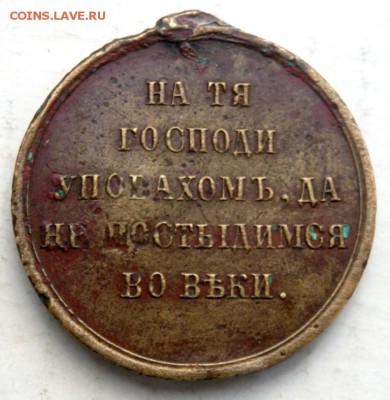 COINS.LAVE.RU
НА ТЯ
ГОСПОДИ
УПОВАХОМЪ, ДА
НЕ ПОСТЫДИМСЯ
ВО ВѢКИ.